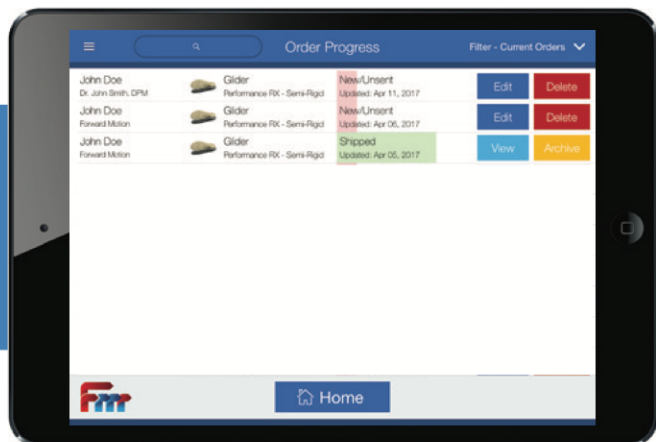 Order Progress
Filter - Current Orders
John Doe
Dr. John Smith, DPM
Glider
Performance RX - Semi-Rigid
New/Unsent
Updated: Apr 11, 2017
Edit
Delete
John Doe
Forward Motion
Glider
Performance RX - Semi-Rigid
New/Unsent
Updated: Apr 06, 2017
Edit
Delete
John Doe
Forward Motion
Glider
Performance RX - Semi-Rigid
Shipped
Updated: Apr 05, 2017
View
Archive
Home